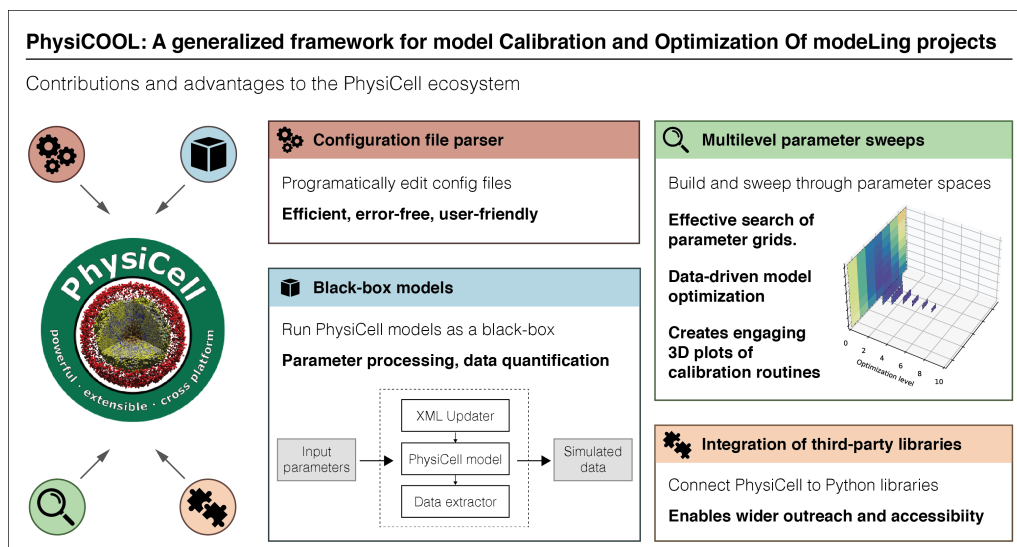 PhysiCOOL: A generalized framework for model Calibration and Optimization Of modeLing projects
Contributions and advantages to the PhysiCell ecosystem
PhysiCell
powerful · extensible · cross platform
Configuration file parser
Programatically edit config files
Efficient, error-free, user-friendly
Black-box models
Run PhysiCell models as a black-box
Parameter processing, data quantification
Input
parameters
XML Updater
PhysiCell model
Data extractor
Simulated
data
Multilevel parameter sweeps
Build and sweep through parameter spaces
Effective search of
parameter grids.
Data-driven model
optimization
Creates engaging
3D plots of
calibration routines
0
2
4
6
8
10
Optimization level
Integration of third-party libraries
Connect PhysiCell to Python libraries
Enables wider outreach and accessibiity